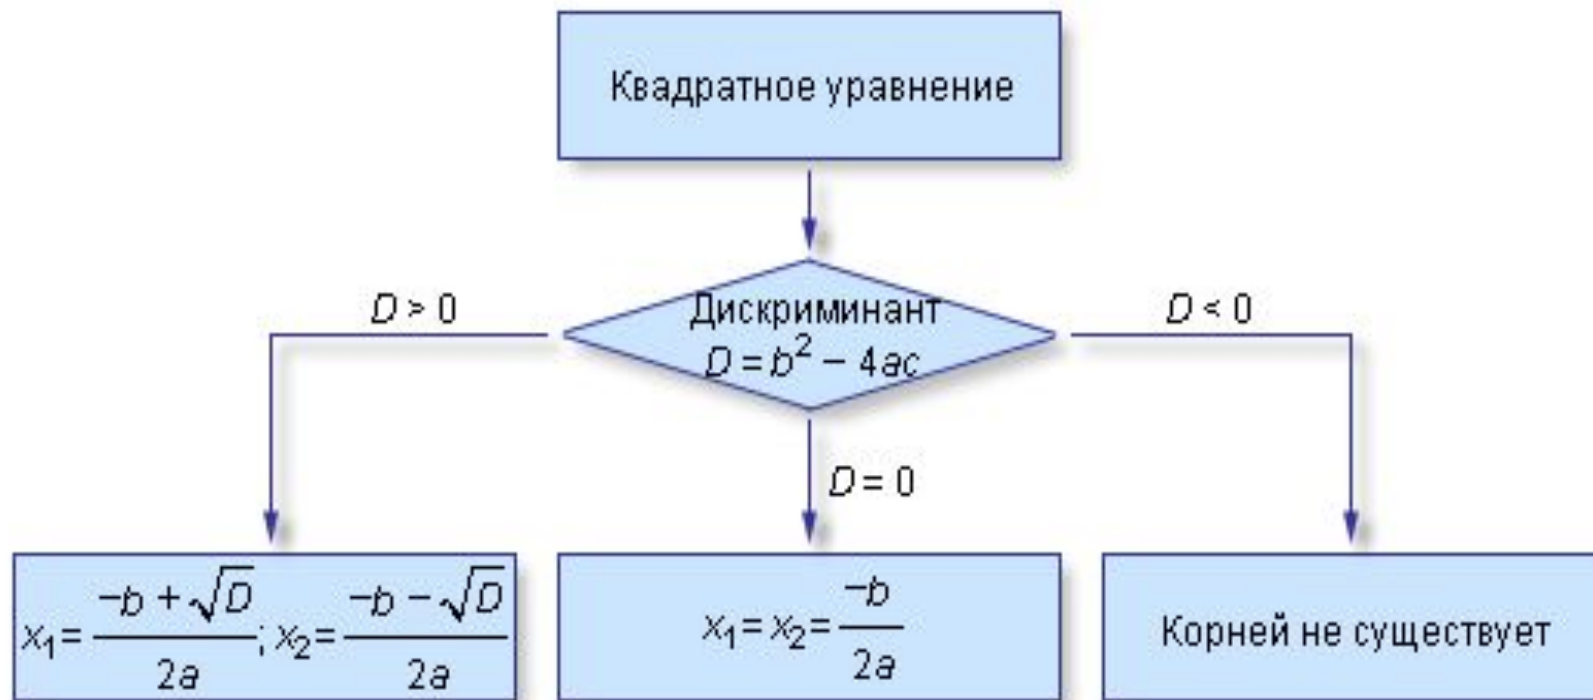 Квадратное уравнение
D > 0
Дискриминант
D = b² − 4ac
D < 0
D = 0
x₁ = (−b + √D)/2a; x₂ = (−b − √D)/2a
x₁ = x₂ = −b/2a
Корней не существует